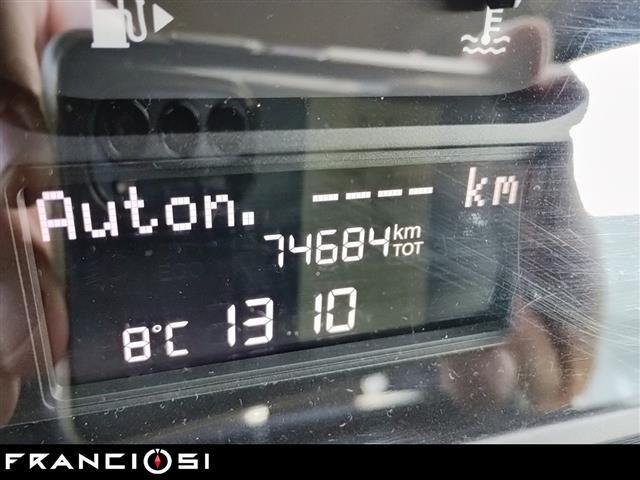 Auton. ---- km
74684 km TOT
8°C 13 10
FRANCIOSI